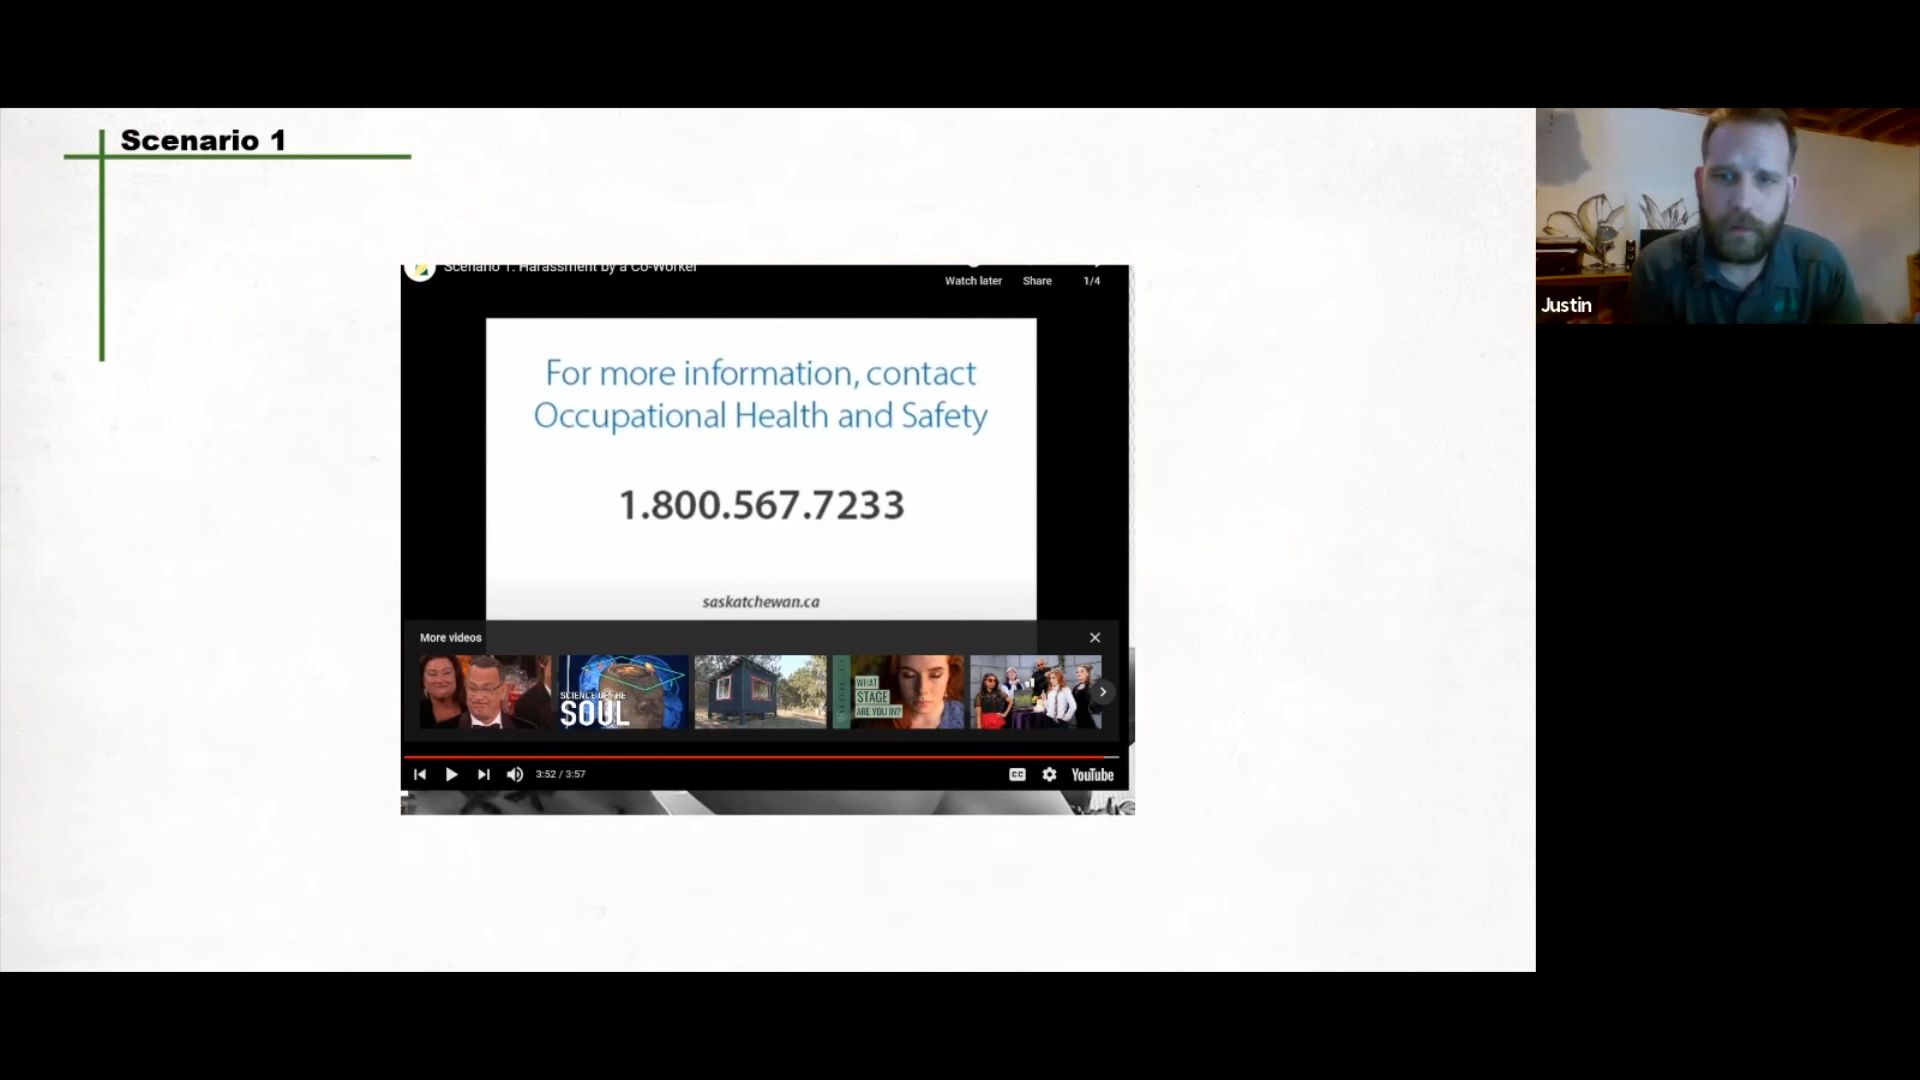 Scenario 1
Scenario 1: Harassment by a Co-Worker
Watch later Share 1/4
For more information, contact
Occupational Health and Safety
1.800.567.7233
saskatchewan.ca
More videos
SCIENCE OF THE
SOUL
WHAT
STAGE
ARE YOU IN?
3:52 / 3:57
CC
YouTube
Justin